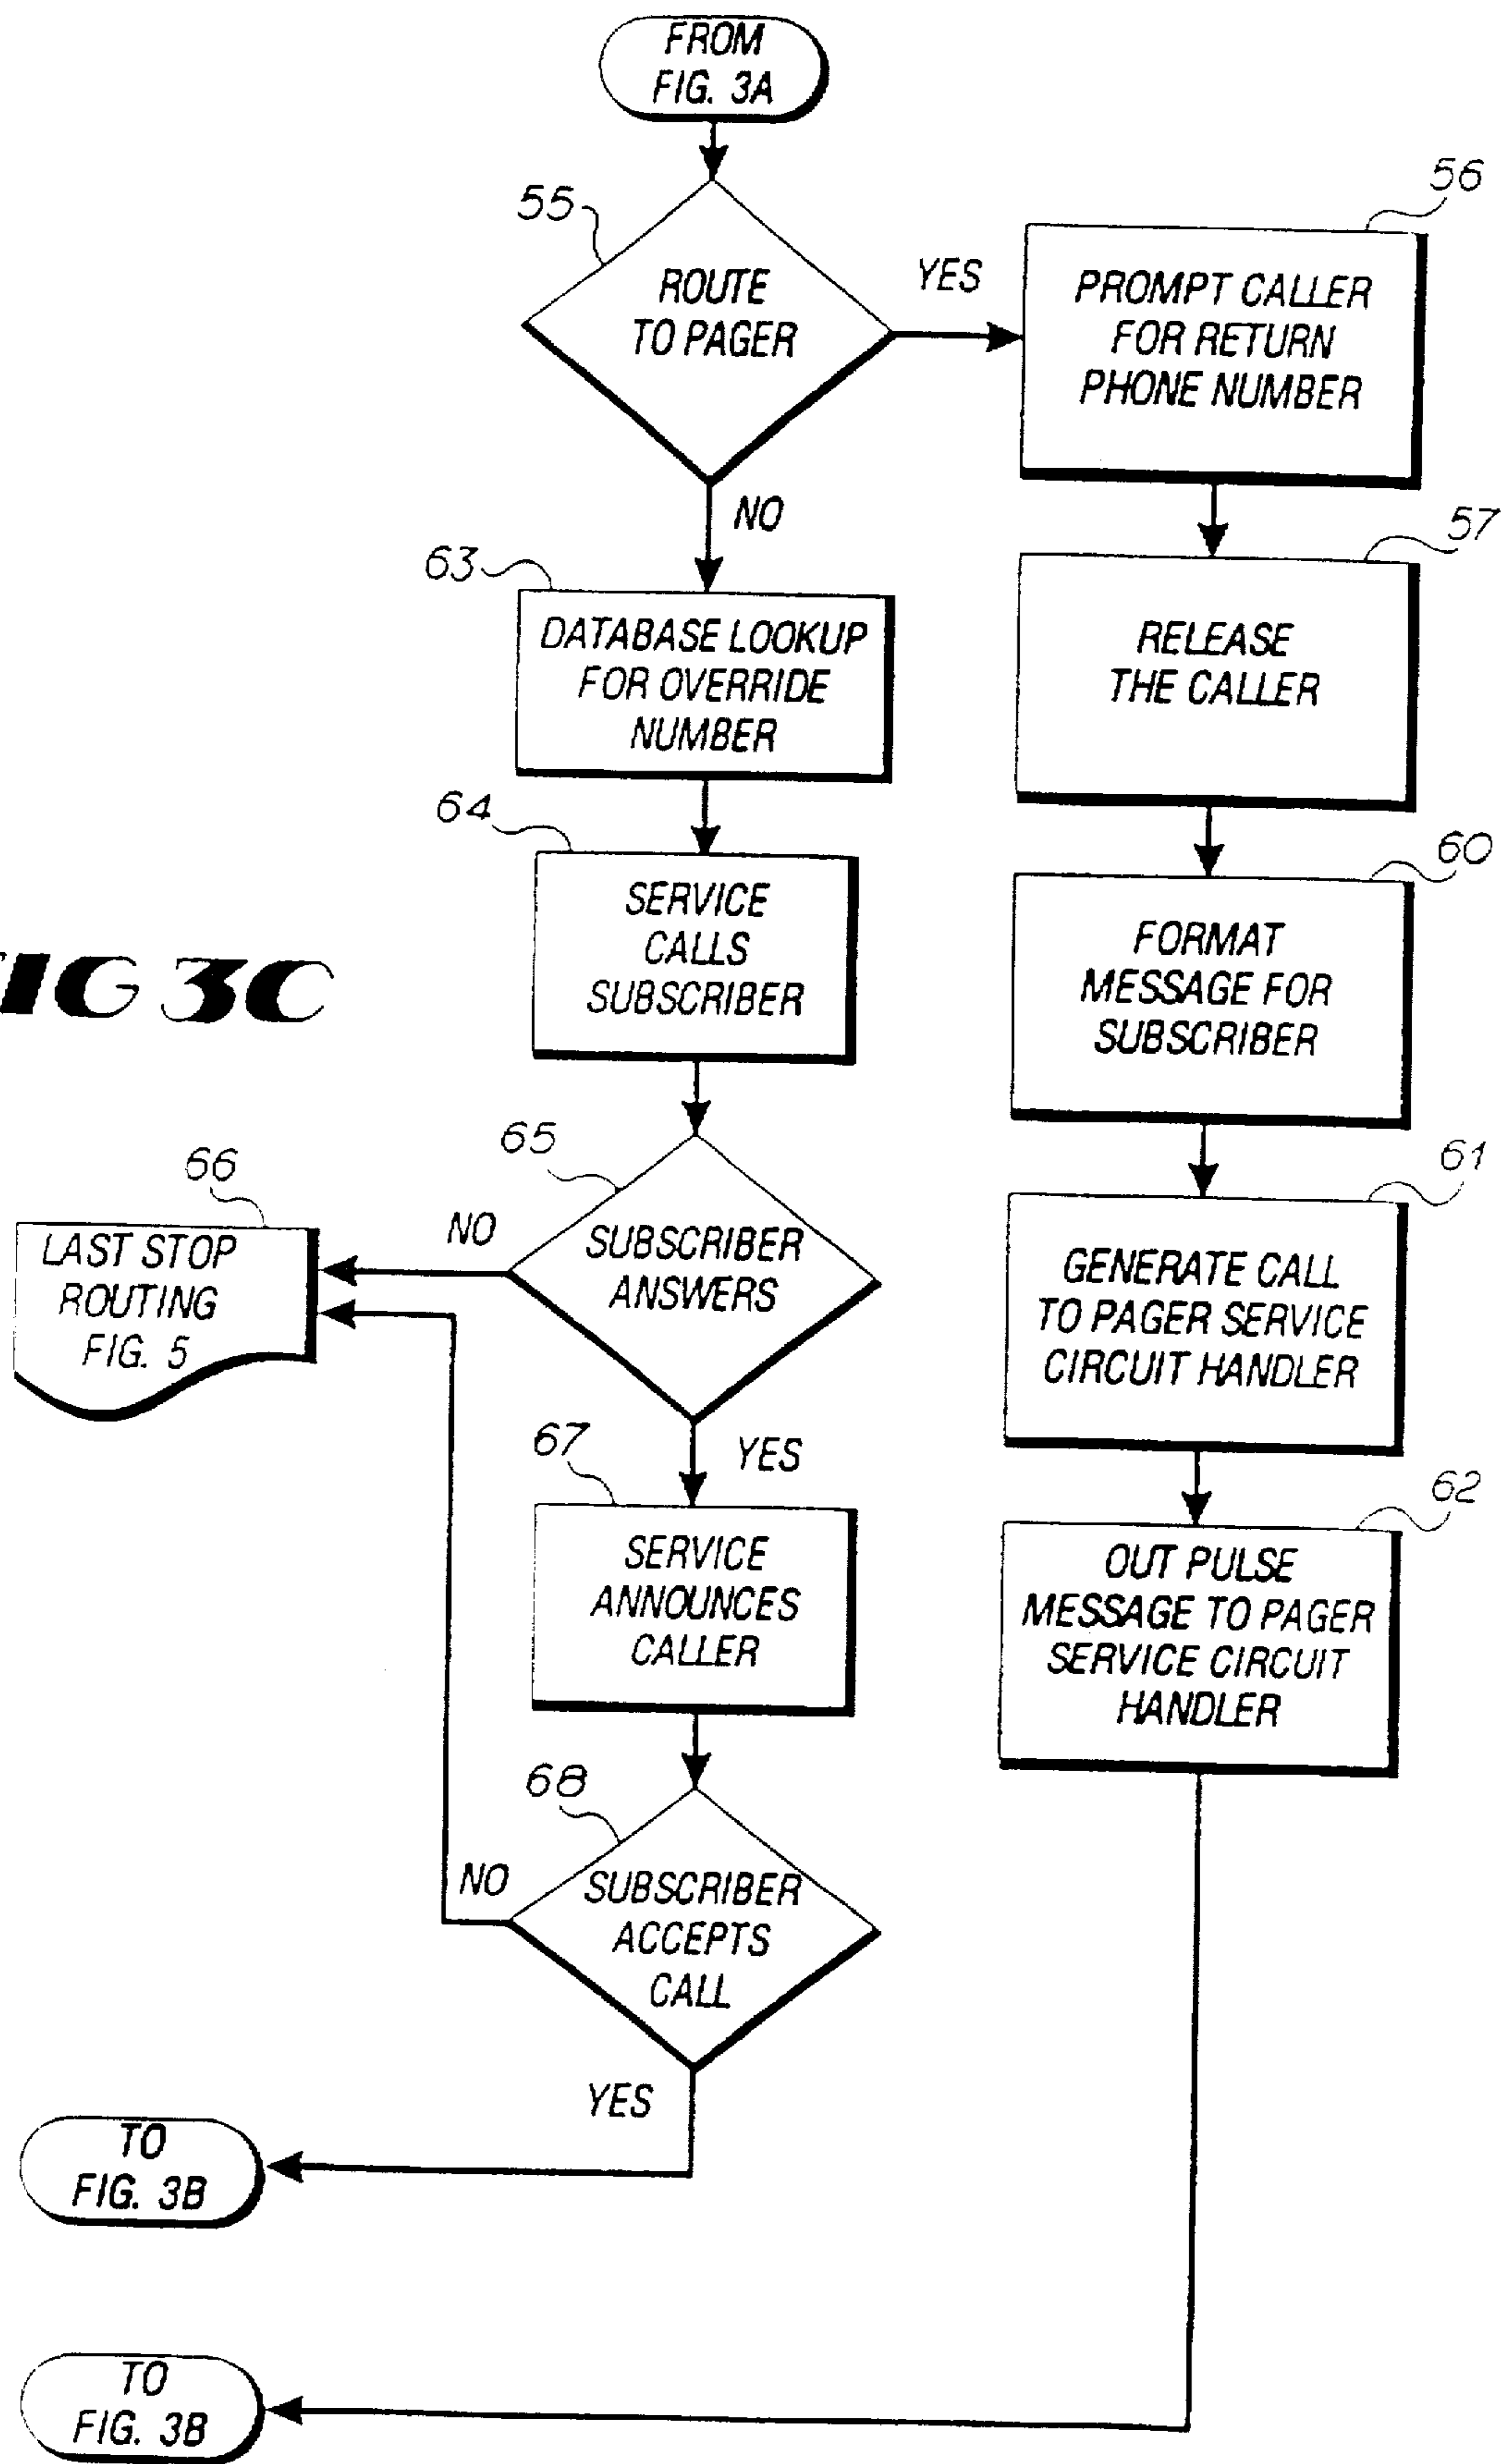 FROM
FIG. 3A
55
ROUTE
TO PAGER
YES
56
PROMPT CALLER
FOR RETURN
PHONE NUMBER
NO
57
RELEASE
THE CALLER
63
DATABASE LOOKUP
FOR OVERRIDE
NUMBER
64
SERVICE
CALLS
SUBSCRIBER
60
FORMAT
MESSAGE FOR
SUBSCRIBER
IG 3C
65
SUBSCRIBER
ANSWERS
NO
66
LAST STOP
ROUTING
FIG. 5
61
GENERATE CALL
TO PAGER SERVICE
CIRCUIT HANDLER
YES
67
SERVICE
ANNOUNCES
CALLER
62
OUT PULSE
MESSAGE TO PAGER
SERVICE CIRCUIT
HANDLER
68
SUBSCRIBER
ACCEPTS
CALL
NO
YES
TO
FIG. 3B
TO
FIG. 3B